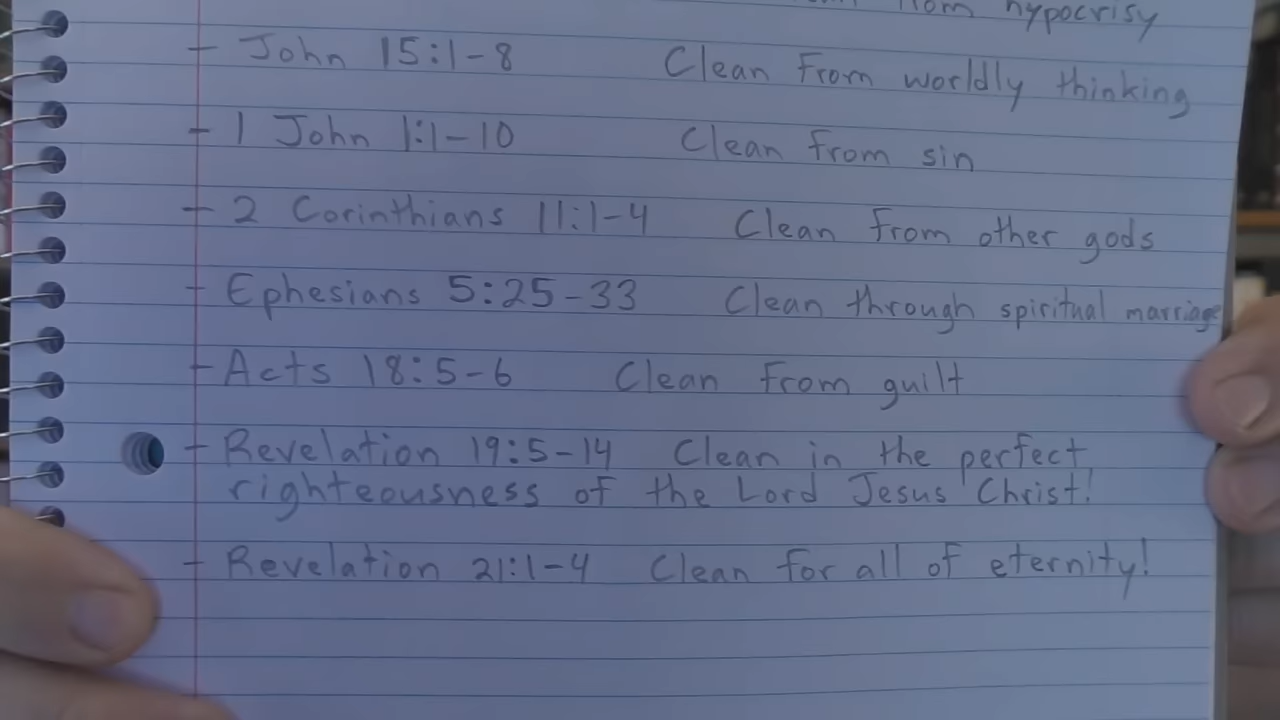 from hypocrisy
- John 15:1-8 Clean from worldly thinking
- 1 John 1:1-10 Clean from sin
- 2 Corinthians 11:1-4 Clean from other gods
- Ephesians 5:25-33 Clean through spiritual marriage
- Acts 18:5-6 Clean from guilt
- Revelation 19:5-14 Clean in the perfect
righteousness of the Lord Jesus Christ!
- Revelation 21:1-4 Clean for all of eternity!